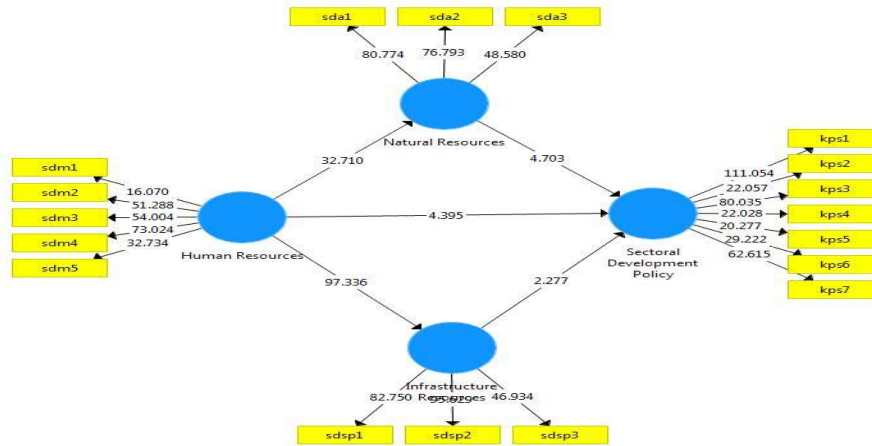 sda1 sda2 sda3
80.774 76.793 48.580
Natural Resources
32.710 4.703
sdm1
sdm2
sdm3
sdm4
sdm5
16.070
51.288
54.004
73.024
32.734
Human Resources
4.395
kps1
kps2
kps3
kps4
kps5
kps6
kps7
111.054
22.057
80.035
22.028
20.277
29.222
62.615
Sectoral
Development
Policy
97.336 2.277
Infrastructure
Resources
82.750 46.934
sdsp1 sdsp2 sdsp3